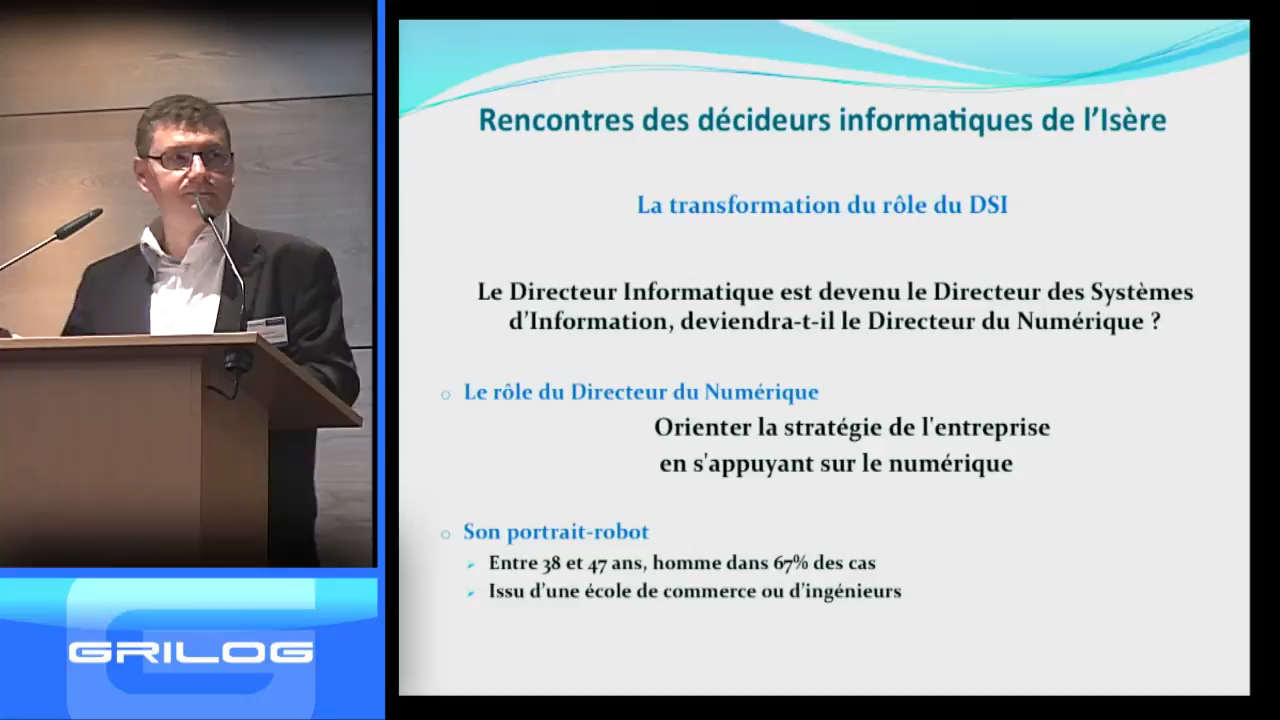 Rencontres des décideurs informatiques de l'Isère
La transformation du rôle du DSI
Le Directeur Informatique est devenu le Directeur des Systèmes
d'Information, deviendra-t-il le Directeur du Numérique ?
Le rôle du Directeur du Numérique
Orienter la stratégie de l'entreprise
en s'appuyant sur le numérique
Son portrait-robot
Entre 38 et 47 ans, homme dans 67% des cas
Issu d'une école de commerce ou d'ingénieurs
GRILOG